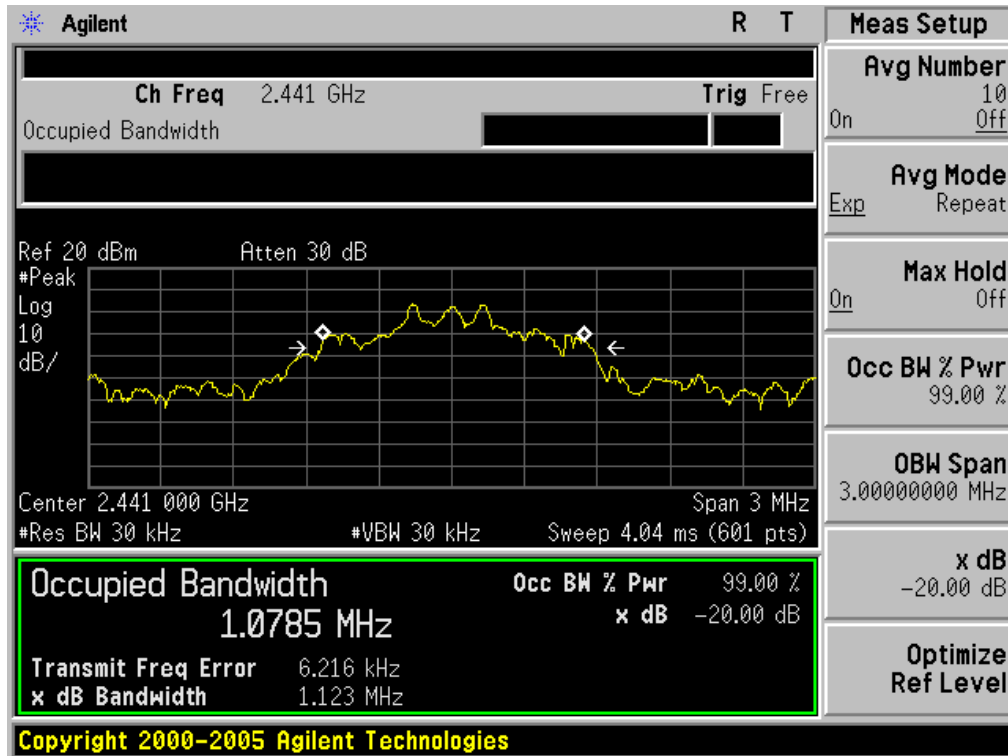 Agilent R T
Ch Freq 2.441 GHz Trig Free
Occupied Bandwidth
Ref 20 dBm Atten 30 dB
#Peak
Log
10
dB/
Center 2.441 000 GHz Span 3 MHz
#Res BW 30 kHz #VBW 30 kHz Sweep 4.04 ms (601 pts)
Occupied Bandwidth
1.0785 MHz
Occ BW % Pwr 99.00 %
x dB -20.00 dB
Transmit Freq Error 6.216 kHz
x dB Bandwidth 1.123 MHz
Copyright 2000-2005 Agilent Technologies
Meas Setup
Avg Number
10
On Off
Avg Mode
Exp Repeat
Max Hold
On Off
Occ BW % Pwr
99.00 %
OBW Span
3.00000000 MHz
x dB
-20.00 dB
Optimize
Ref Level